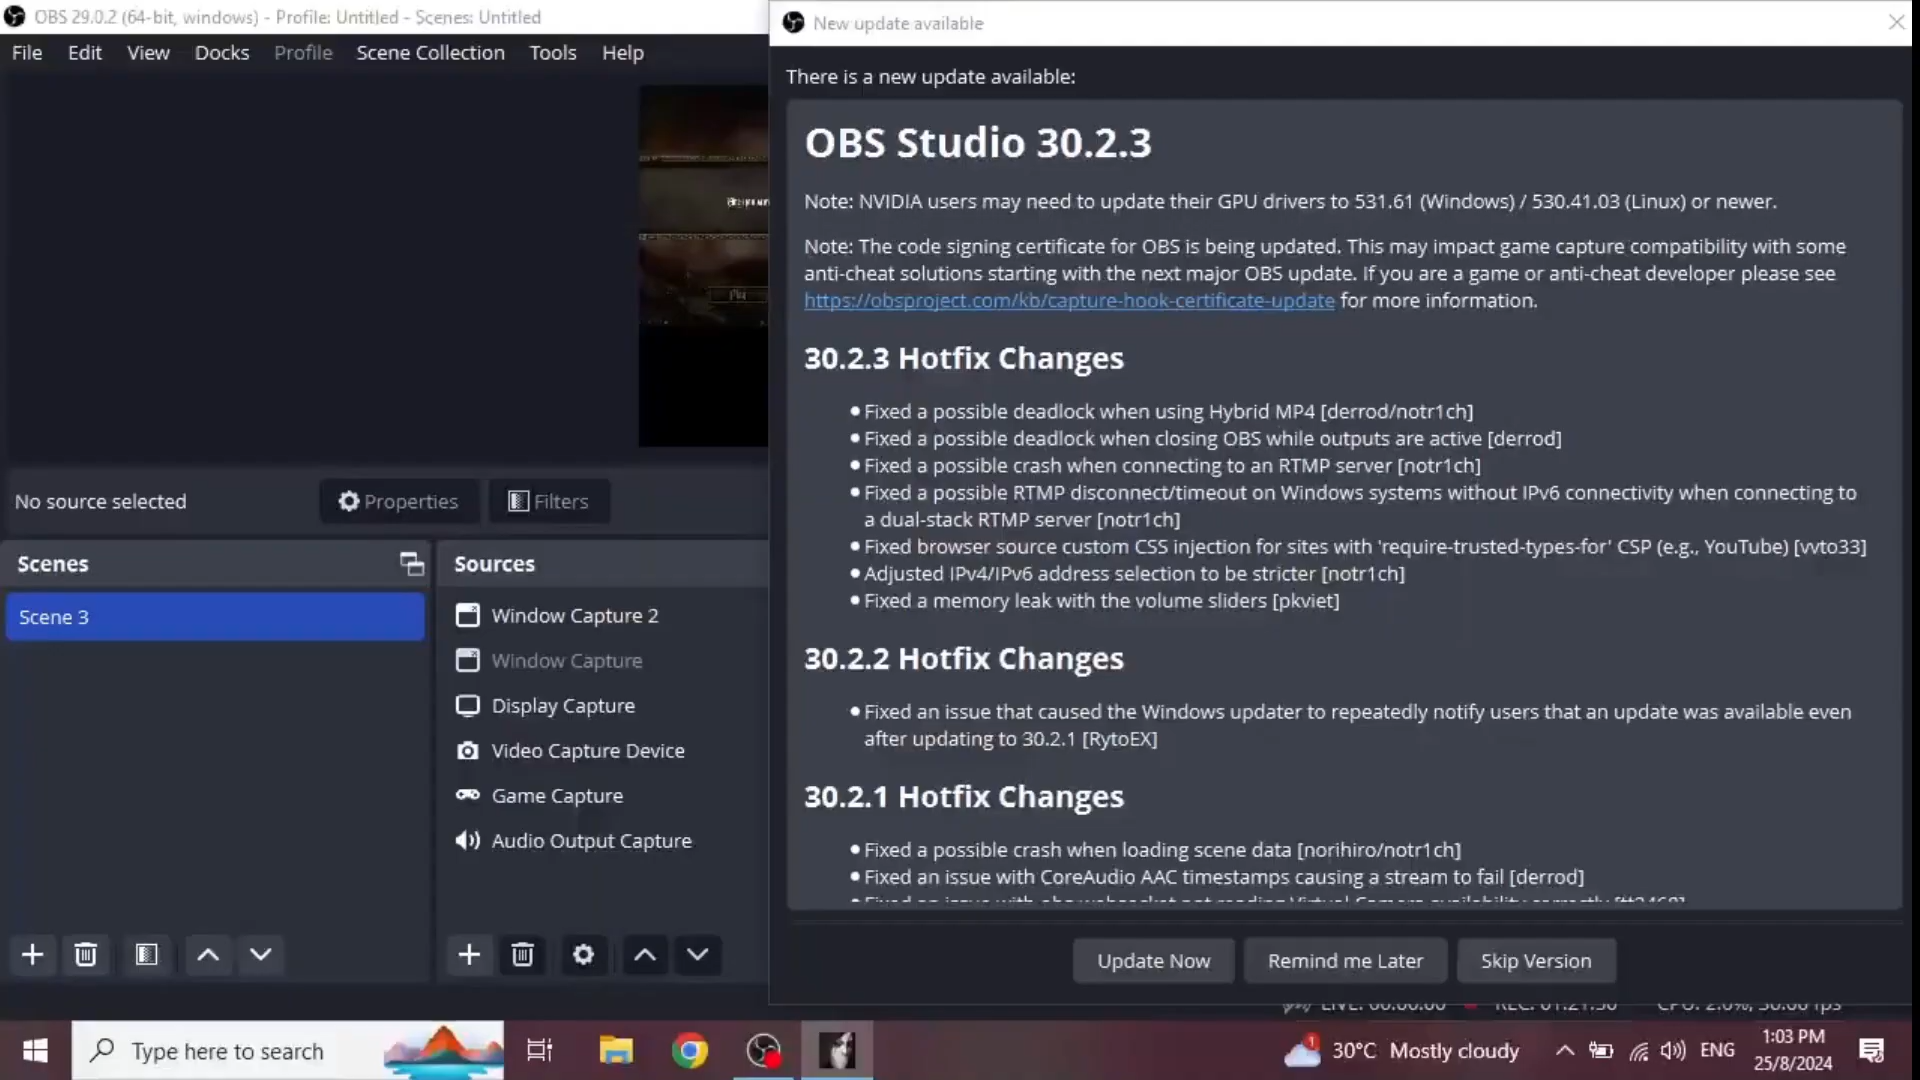 OBS 29.0.2 (64-bit, windows) - Profile: Untitled - Scenes: Untitled
File Edit View Docks Profile Scene Collection Tools Help
No source selected
Properties
Filters
Scenes
Scene 3
Sources
Window Capture 2
Window Capture
Display Capture
Video Capture Device
Game Capture
Audio Output Capture
New update available
There is a new update available:
OBS Studio 30.2.3
Note: NVIDIA users may need to update their GPU drivers to 531.61 (Windows) / 530.41.03 (Linux) or newer.
Note: The code signing certificate for OBS is being updated. This may impact game capture compatibility with some
anti-cheat solutions starting with the next major OBS update. If you are a game or anti-cheat developer please see
https://obsproject.com/kb/capture-hook-certificate-update for more information.
30.2.3 Hotfix Changes
• Fixed a possible deadlock when using Hybrid MP4 [derrod/notr1ch]
• Fixed a possible deadlock when closing OBS while outputs are active [derrod]
• Fixed a possible crash when connecting to an RTMP server [notr1ch]
• Fixed a possible RTMP disconnect/timeout on Windows systems without IPv6 connectivity when connecting to
a dual-stack RTMP server [notr1ch]
• Fixed browser source custom CSS injection for sites with 'require-trusted-types-for' CSP (e.g., YouTube) [vvto33]
• Adjusted IPv4/IPv6 address selection to be stricter [notr1ch]
• Fixed a memory leak with the volume sliders [pkviet]
30.2.2 Hotfix Changes
• Fixed an issue that caused the Windows updater to repeatedly notify users that an update was available even
after updating to 30.2.1 [RytoEX]
30.2.1 Hotfix Changes
• Fixed a possible crash when loading scene data [norihiro/notr1ch]
• Fixed an issue with CoreAudio AAC timestamps causing a stream to fail [derrod]
Update Now
Remind me Later
Skip Version
Type here to search
1
30°C Mostly cloudy
ENG
1:03 PM
25/8/2024